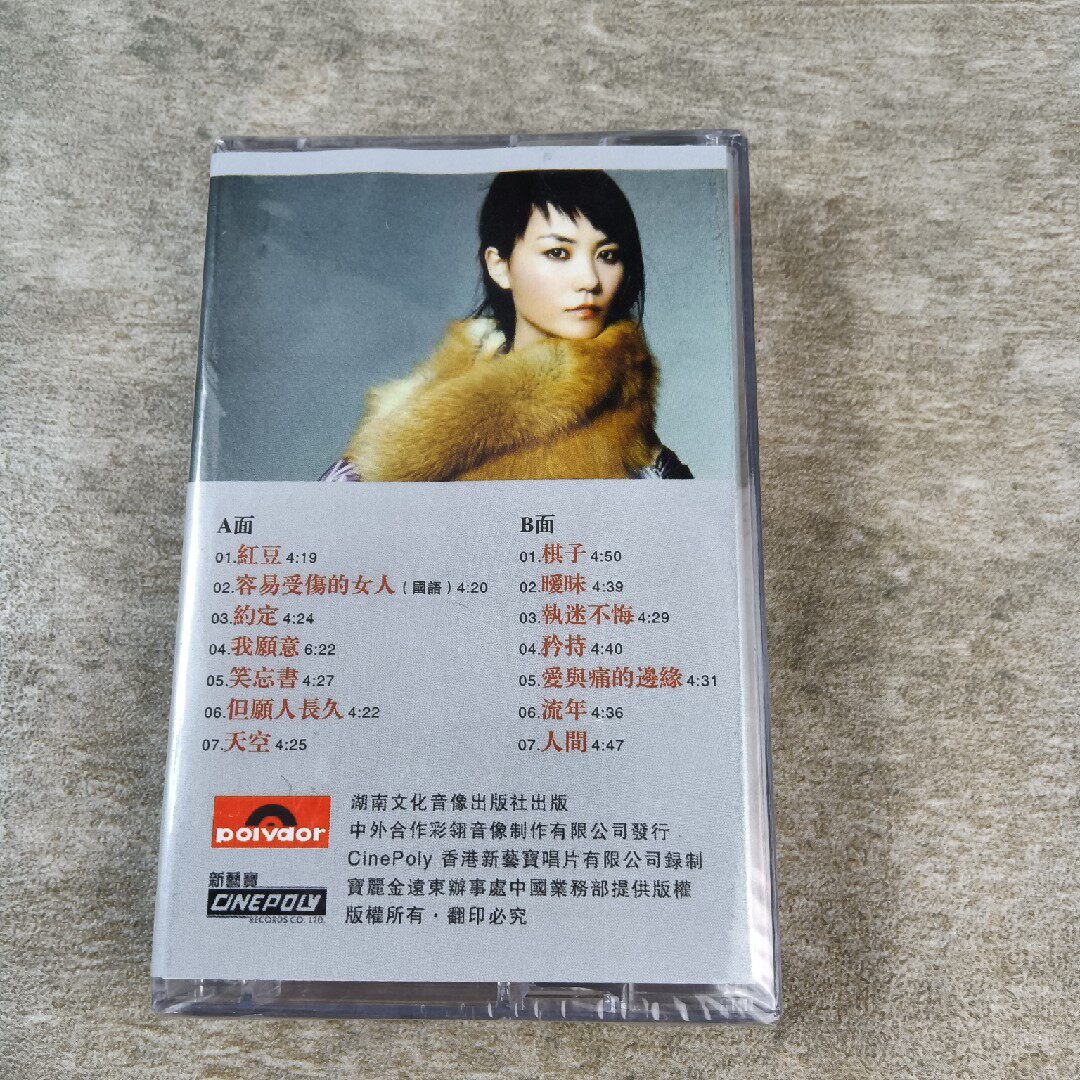 A面
01.紅豆 4:19
02.容易受傷的女人（國語）4:20
03.約定 4:24
04.我願意 6:22
05.笑忘書 4:27
06.但願人長久 4:22
07.天空 4:25
B面
01.棋子 4:50
02.曖昧 4:39
03.執迷不悔 4:29
04.矜持 4:40
05.愛與痛的邊緣 4:31
06.流年 4:36
07.人間 4:47
polydor
湖南文化音像出版社出版
中外合作彩翎音像制作有限公司發行
CinePoly 香港新藝寶唱片有限公司録制
寶麗金遠東辦事處中國業務部提供版權
版權所有·翻印必究
新藝寶
CINEPOLY
RECORDS CO. LTD.